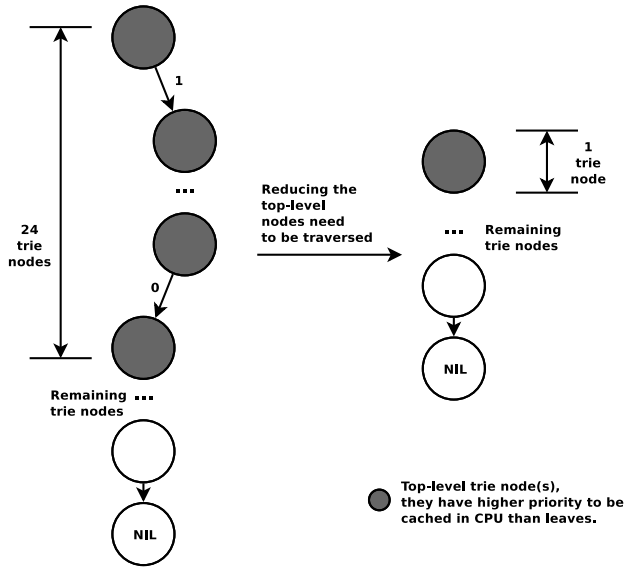 1
...
24
trie
nodes
0
Remaining
trie nodes ...
NIL
Reducing the
top-level
nodes need
to be traversed
1
trie
node
... Remaining
trie nodes
NIL
Top-level trie node(s),
they have higher priority to be
cached in CPU than leaves.